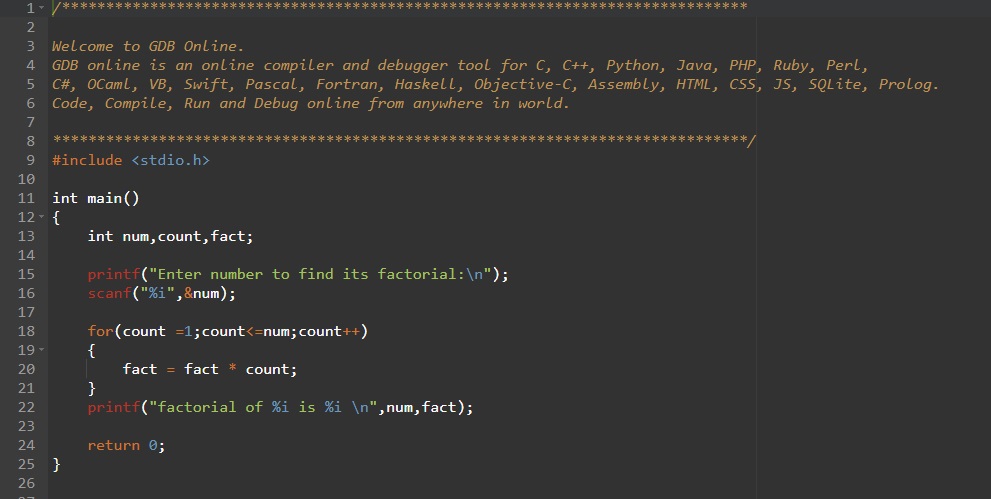 1 /******************************************************************************
2
3 Welcome to GDB Online.
4 GDB online is an online compiler and debugger tool for C, C++, Python, Java, PHP, Ruby, Perl,
5 C#, OCaml, VB, Swift, Pascal, Fortran, Haskell, Objective-C, Assembly, HTML, CSS, JS, SQLite, Prolog.
6 Code, Compile, Run and Debug online from anywhere in world.
7
8 *******************************************************************************/
9 #include <stdio.h>
10
11 int main()
12 {
13     int num,count,fact;
14
15     printf("Enter number to find its factorial:\n");
16     scanf("%i",&num);
17
18     for(count =1;count<=num;count++)
19     {
20         fact = fact * count;
21     }
22     printf("factorial of %i is %i \n",num,fact);
23
24     return 0;
25 }
26